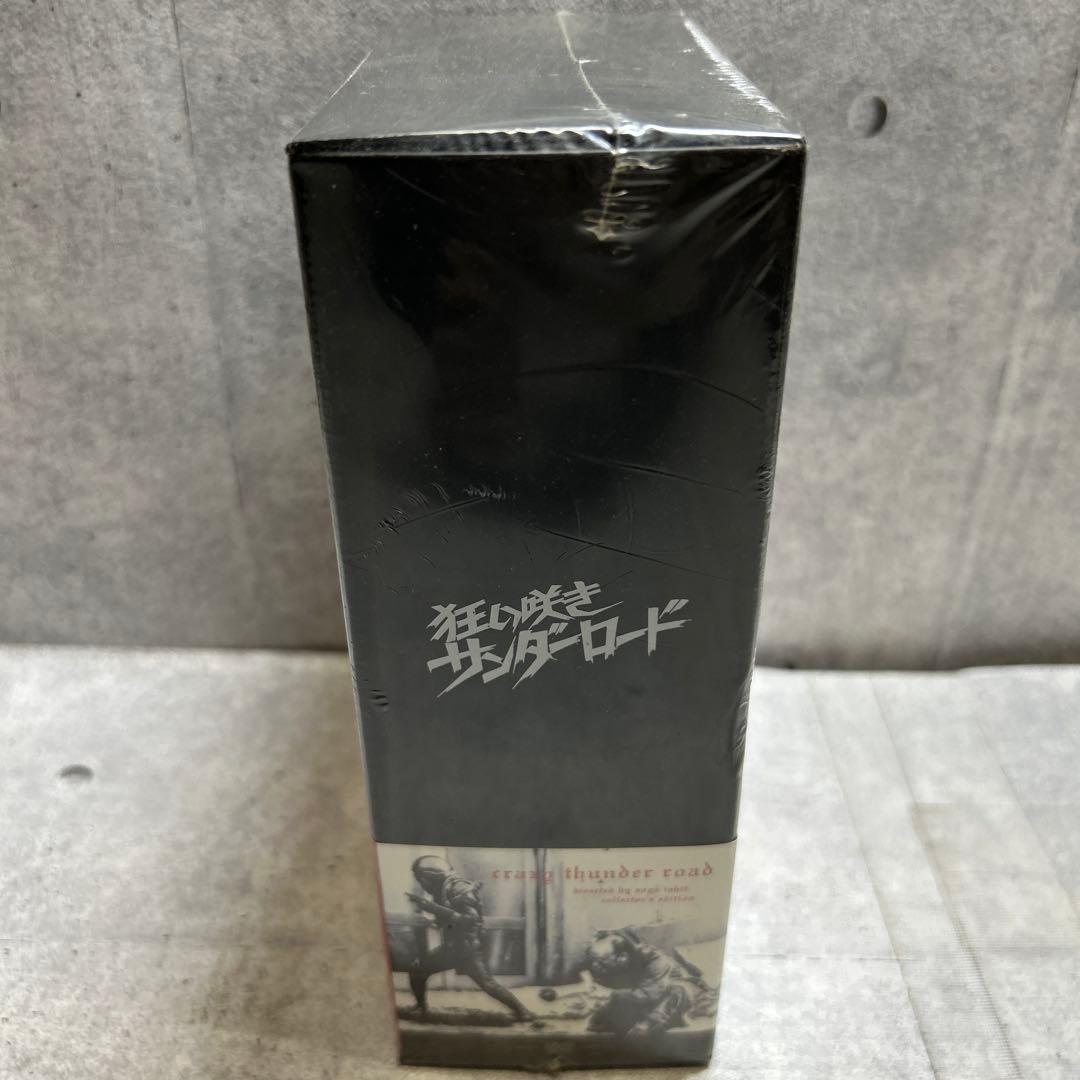 狂い咲き
サンダーロード
crazy thunder road
directed by sogo ishii
collector's edition